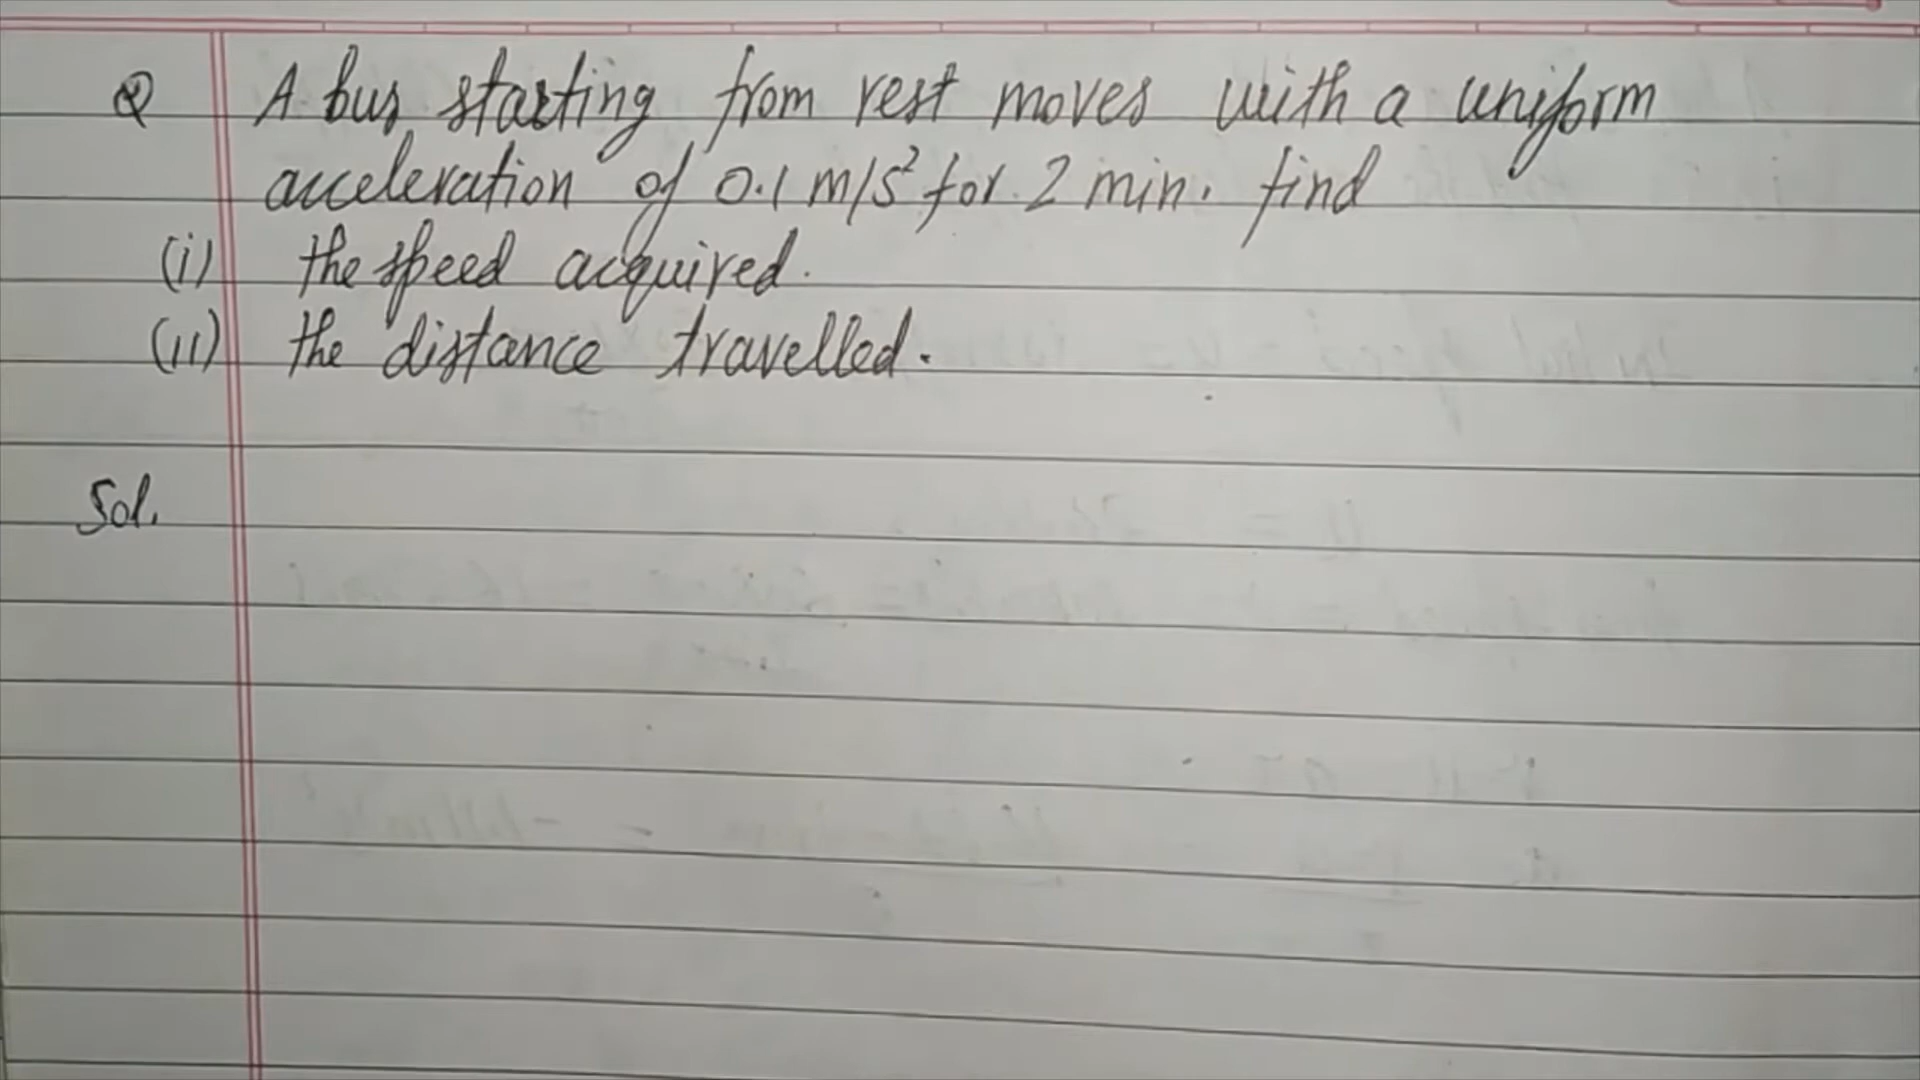 Q A bus, starting from rest moves with a uniform
acceleration of 0.1 m/s² for 2 min. find
(i) the speed acquired.
(ii) the distance travelled.
Sol.